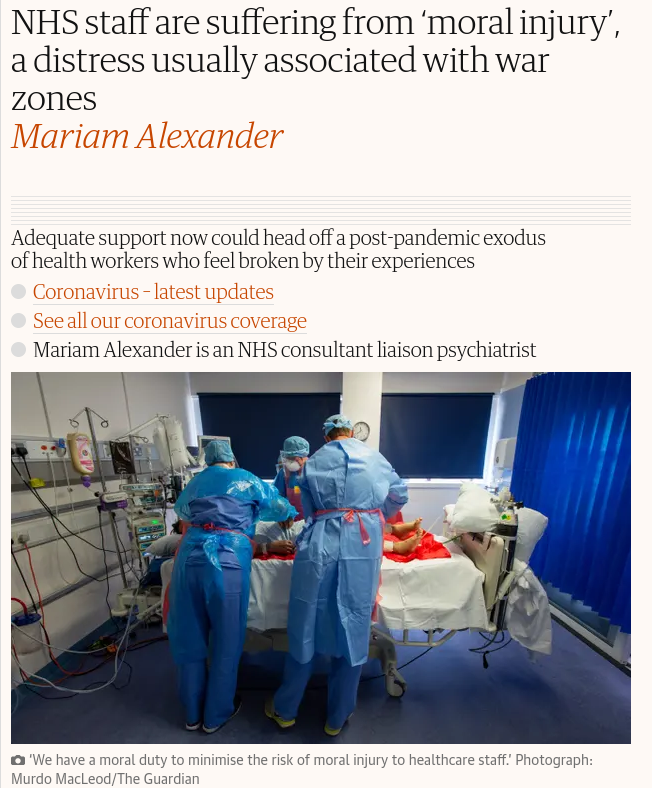 NHS staff are suffering from ‘moral injury’,
a distress usually associated with war
zones
Mariam Alexander
Adequate support now could head off a post-pandemic exodus
of health workers who feel broken by their experiences
Coronavirus – latest updates
See all our coronavirus coverage
Mariam Alexander is an NHS consultant liaison psychiatrist
‘We have a moral duty to minimise the risk of moral injury to healthcare staff.’ Photograph:
Murdo MacLeod/The Guardian